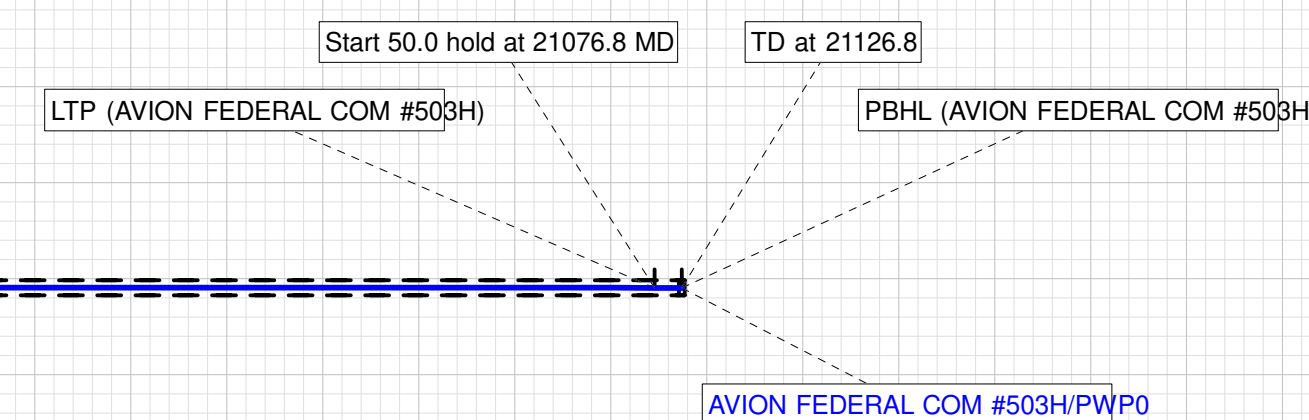 Start 50.0 hold at 21076.8 MD
TD at 21126.8
LTP (AVION FEDERAL COM #503H)
PBHL (AVION FEDERAL COM #503H
AVION FEDERAL COM #503H/PWP0